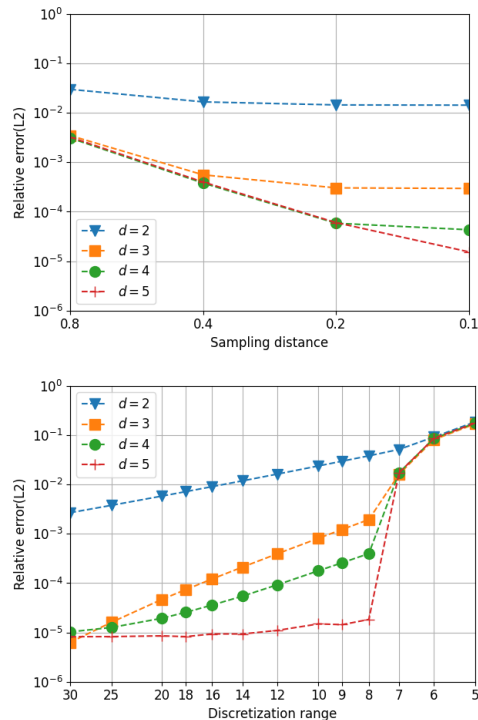 10^0
10^-1
10^-2
10^-3
10^-4
10^-5
10^-6
Relative error(L2)
d = 2
d = 3
d = 4
d = 5
0.8 0.4 0.2 0.1
Sampling distance
10^0
10^-1
10^-2
10^-3
10^-4
10^-5
10^-6
Relative error(L2)
d = 2
d = 3
d = 4
d = 5
30 25 20 18 16 14 12 10 9 8 7 6 5
Discretization range